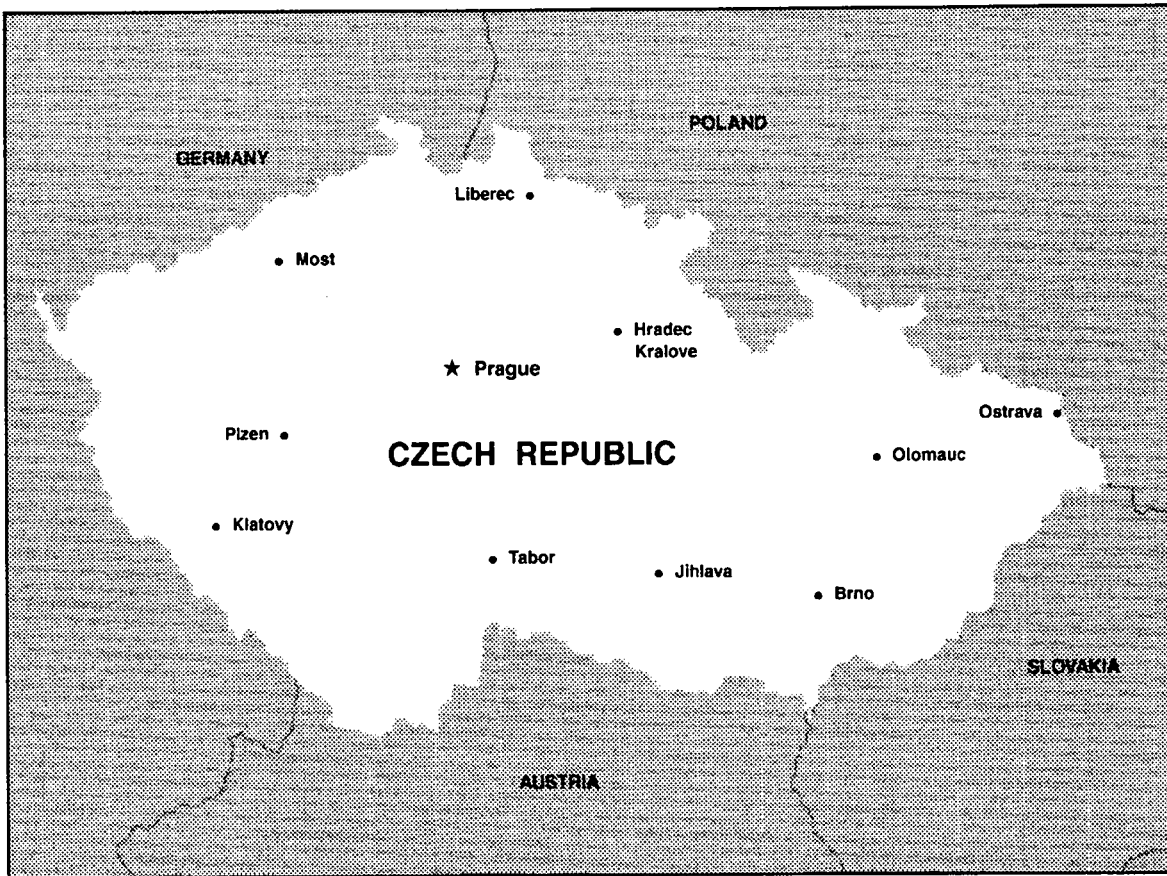 POLAND
GERMANY
Liberec
Most
Hradec
Kralove
Prague
Ostrava
Plzen
CZECH REPUBLIC
Olomauc
Klatovy
Tabor
Jihlava
Brno
SLOVAKIA
AUSTRIA